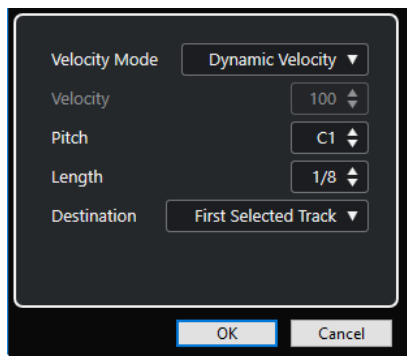 Velocity Mode Dynamic Velocity
Velocity 100
Pitch C1
Length 1/8
Destination First Selected Track
OK Cancel